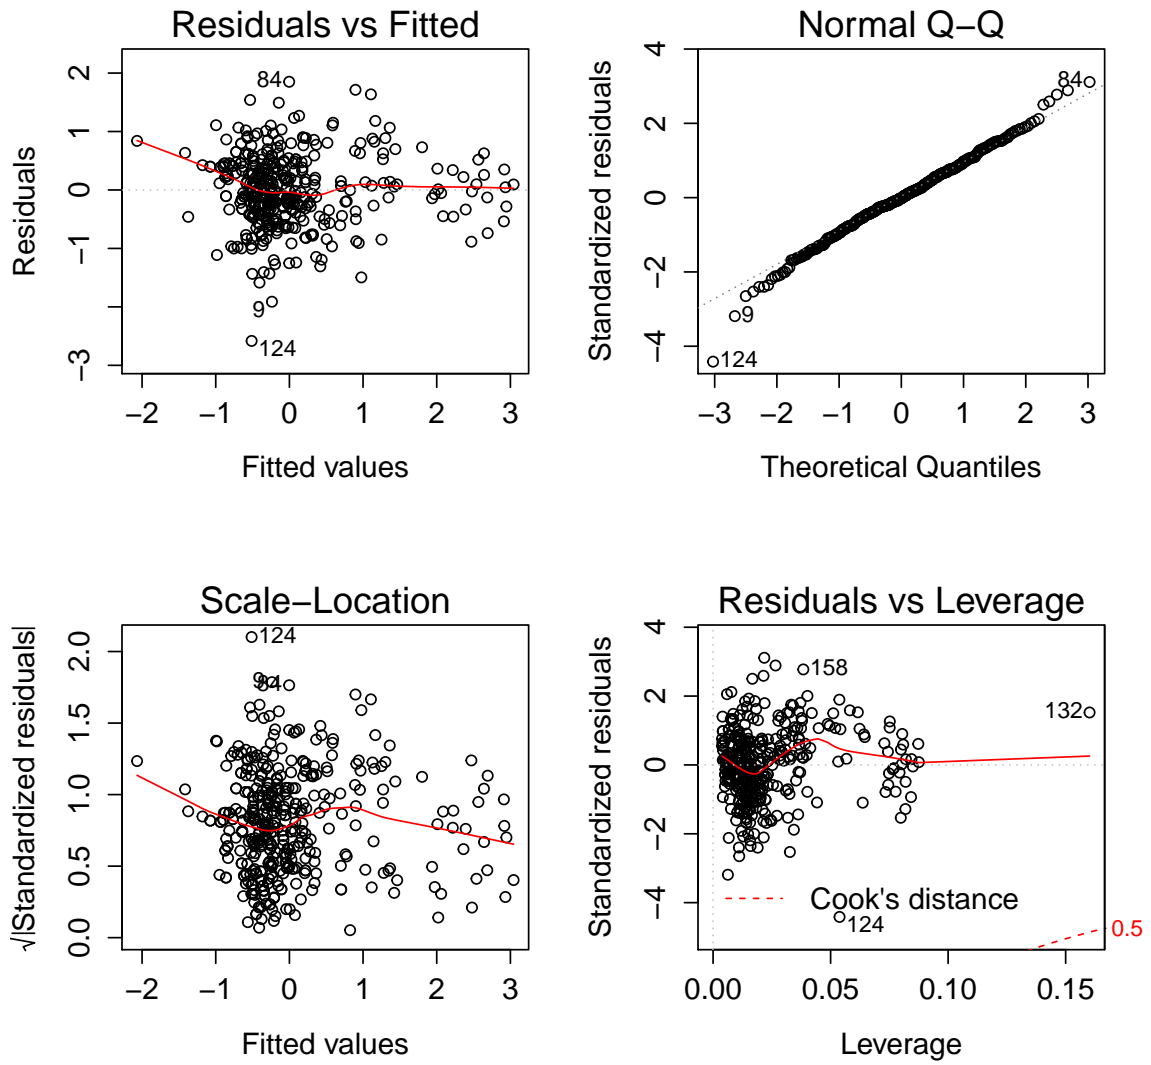 Residuals vs Fitted
Residuals
2
1
0
−1
−3
84
9
124
−2 −1 0 1 2 3
Fitted values
Normal Q−Q
Standardized residuals
4
2
0
−2
−4
84
9
124
−3 −2 −1 0 1 2 3
Theoretical Quantiles
Scale−Location
√|Standardized residuals|
2.0
1.5
1.0
0.5
0.0
124
9
84
−2 −1 0 1 2 3
Fitted values
Residuals vs Leverage
Standardized residuals
4
2
0
−2
−4
158
132
Cook's distance
124
0.5
0.00 0.05 0.10 0.15
Leverage